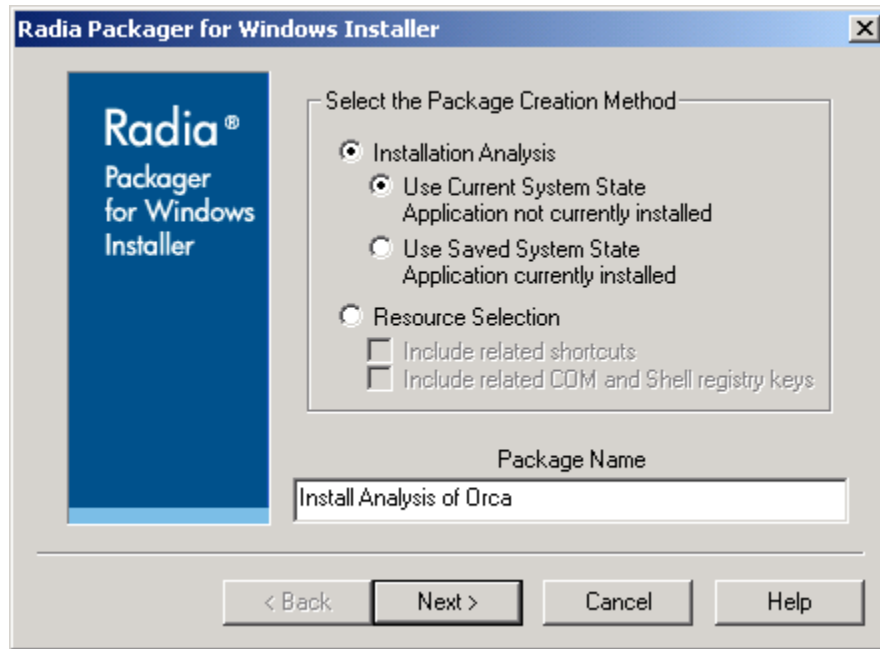 Radia Packager for Windows Installer
Radia ®
Packager
for Windows
Installer
Select the Package Creation Method
Installation Analysis
Use Current System State
Application not currently installed
Use Saved System State
Application currently installed
Resource Selection
Include related shortcuts
Include related COM and Shell registry keys
Package Name
Install Analysis of Orca
< Back
Next >
Cancel
Help